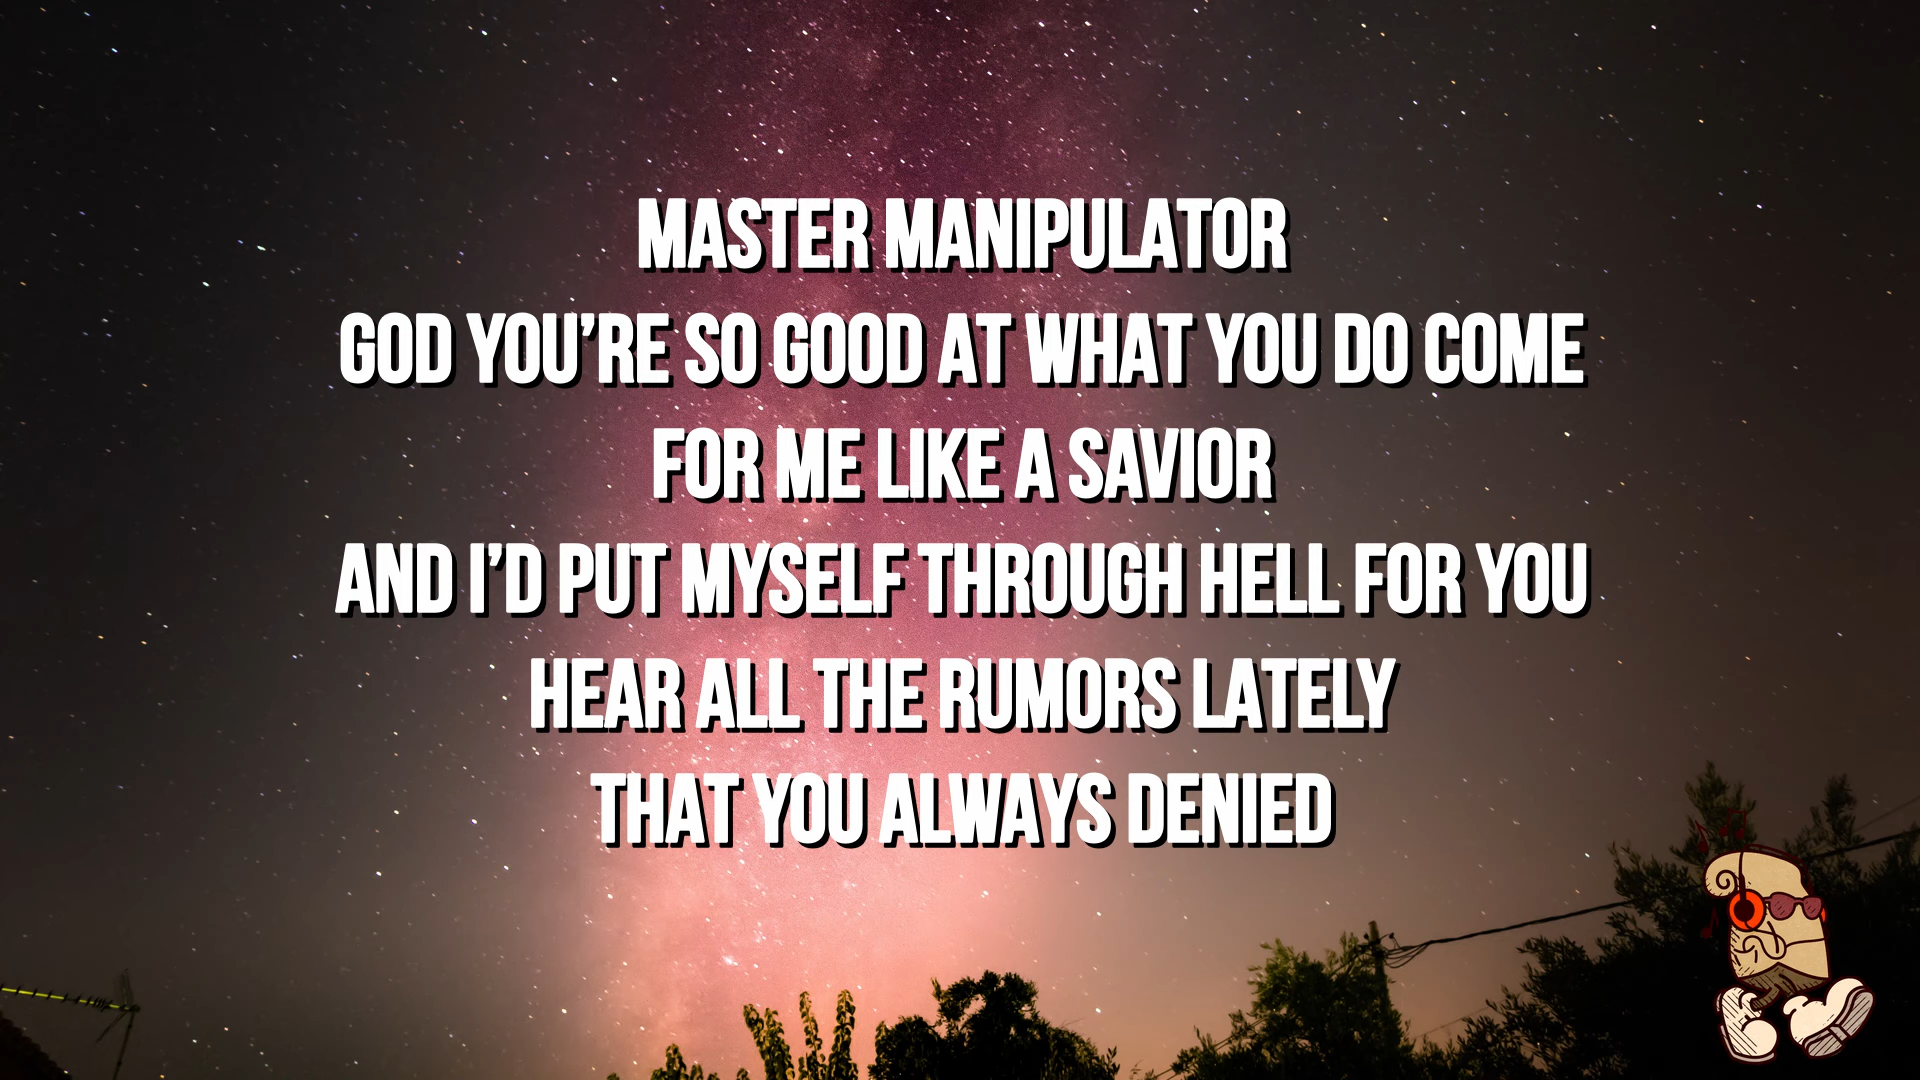 MASTER MANIPULATOR
GOD YOU'RE SO GOOD AT WHAT YOU DO COME
FOR ME LIKE A SAVIOR
AND I'D PUT MYSELF THROUGH HELL FOR YOU
HEAR ALL THE RUMORS LATELY
THAT YOU ALWAYS DENIED